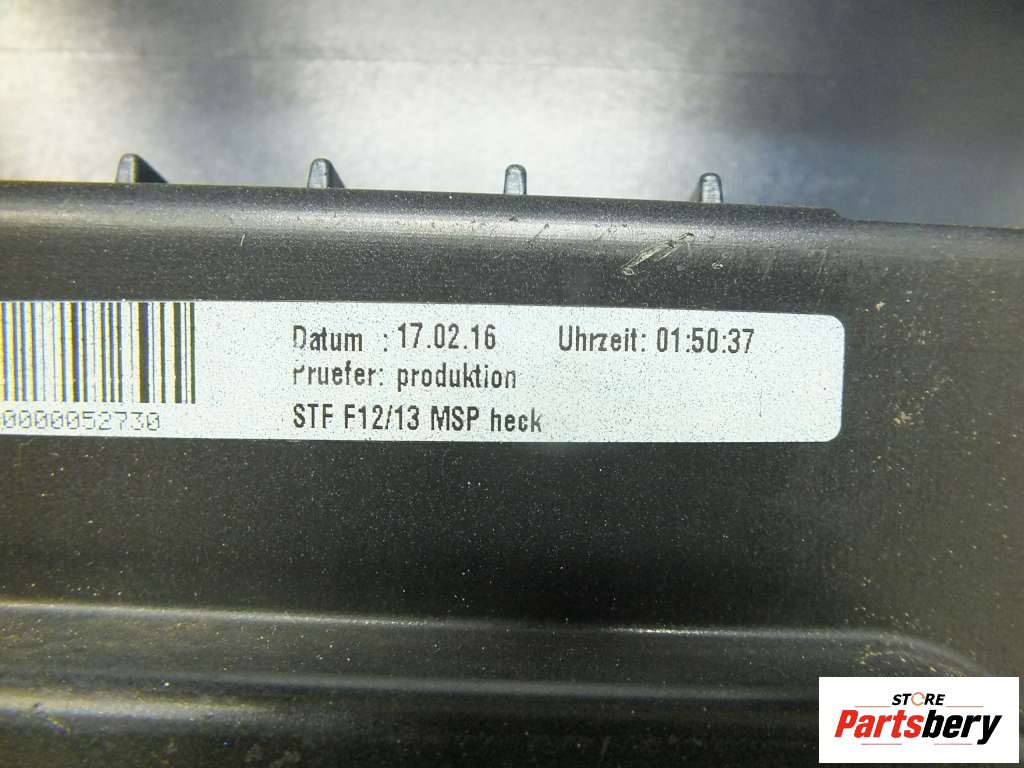 Datum : 17.02.16 Uhrzeit: 01:50:37
Pruefer: produktion
0000052730
STF F12/13 MSP heck
STORE
Partsbery